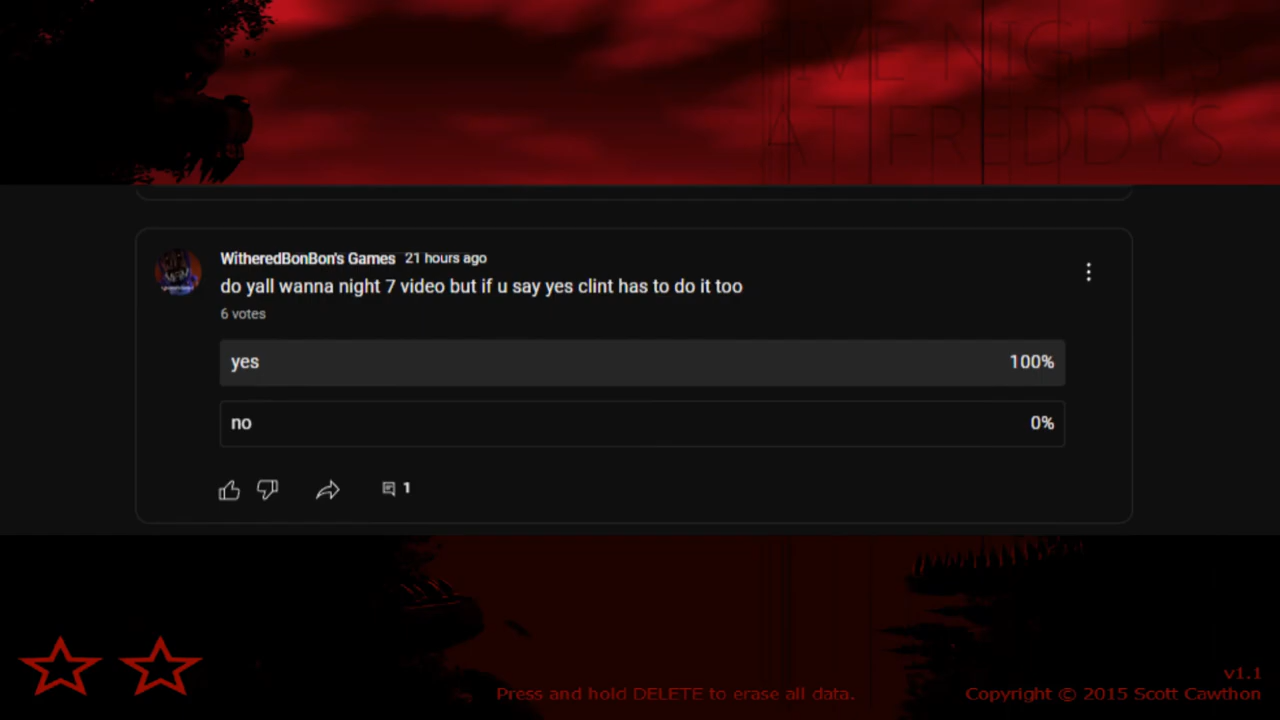 FIVE NIGHTS
AT FREDDY'S
WitheredBonBon's Games 21 hours ago
do yall wanna night 7 video but if u say yes clint has to do it too
6 votes
yes 100%
no 0%
1
v1.1
Press and hold DELETE to erase all data. Copyright © 2015 Scott Cawthon